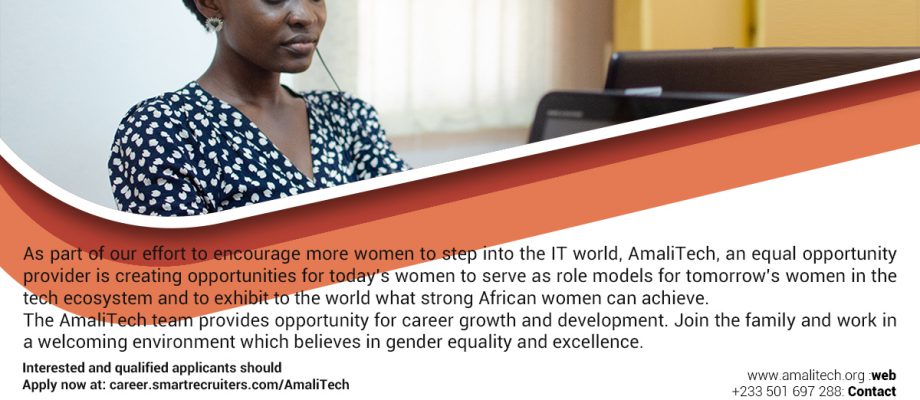 As part of our effort to encourage more women to step into the IT world, AmaliTech, an equal opportunity
provider is creating opportunities for today's women to serve as role models for tomorrow's women in the
tech ecosystem and to exhibit to the world what strong African women can achieve.
The AmaliTech team provides opportunity for career growth and development. Join the family and work in
a welcoming environment which believes in gender equality and excellence.
Interested and qualified applicants should
Apply now at: career.smartrecruiters.com/AmaliTech
www.amalitech.org :web
+233 501 697 288: Contact